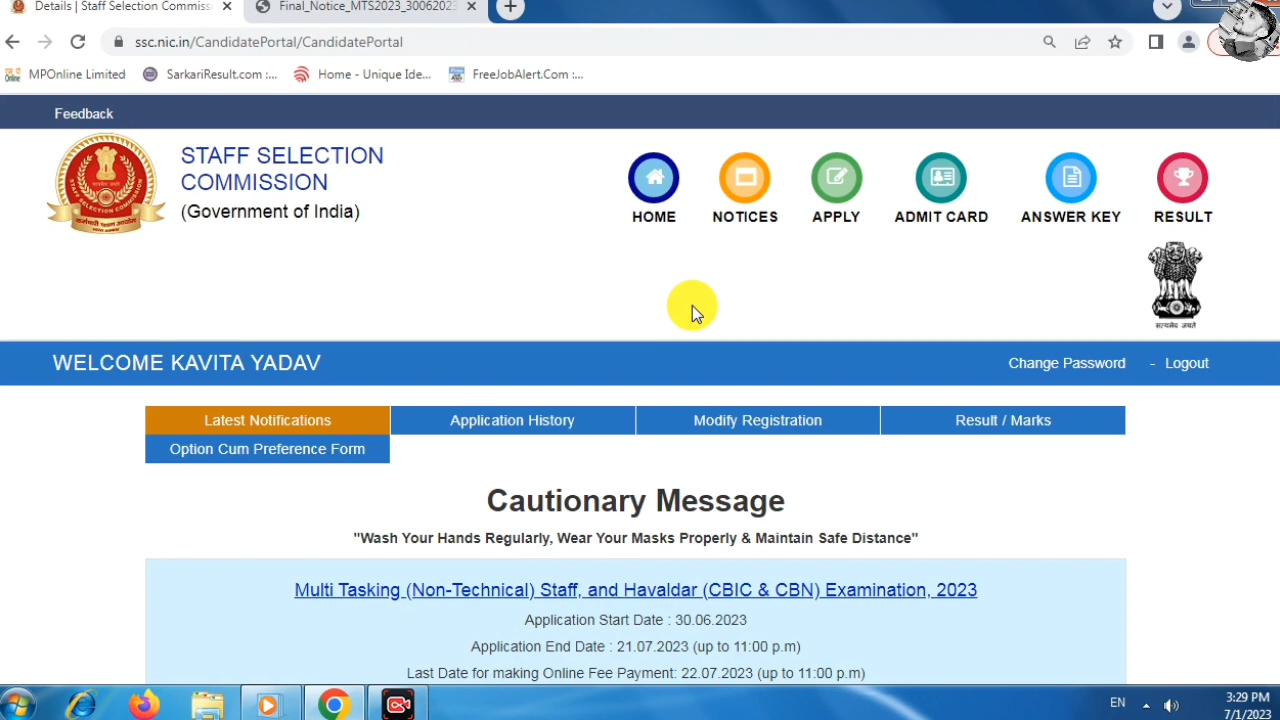 Details | Staff Selection Commiss
Final_Notice_MTS2023_30062023
ssc.nic.in/CandidatePortal/CandidatePortal
MPOnline Limited
SarkariResult.com :...
Home - Unique Ide...
FreeJobAlert.Com :...
Feedback
STAFF SELECTION
COMMISSION
(Government of India)
HOME
NOTICES
APPLY
ADMIT CARD
ANSWER KEY
RESULT
सत्यमेव जयते
WELCOME KAVITA YADAV
Change Password - Logout
Latest Notifications
Application History
Modify Registration
Result / Marks
Option Cum Preference Form
Cautionary Message
"Wash Your Hands Regularly, Wear Your Masks Properly & Maintain Safe Distance"
Multi Tasking (Non-Technical) Staff, and Havaldar (CBIC & CBN) Examination, 2023
Application Start Date : 30.06.2023
Application End Date : 21.07.2023 (up to 11:00 p.m)
Last Date for making Online Fee Payment: 22.07.2023 (up to 11:00 p.m)
EN
3:29 PM
7/1/2023